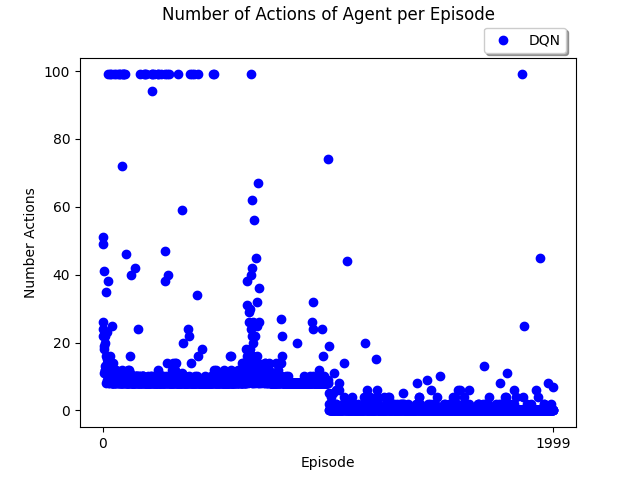 Number of Actions of Agent per Episode
DQN
100
80
60
40
20
0
Number Actions
0 1999
Episode